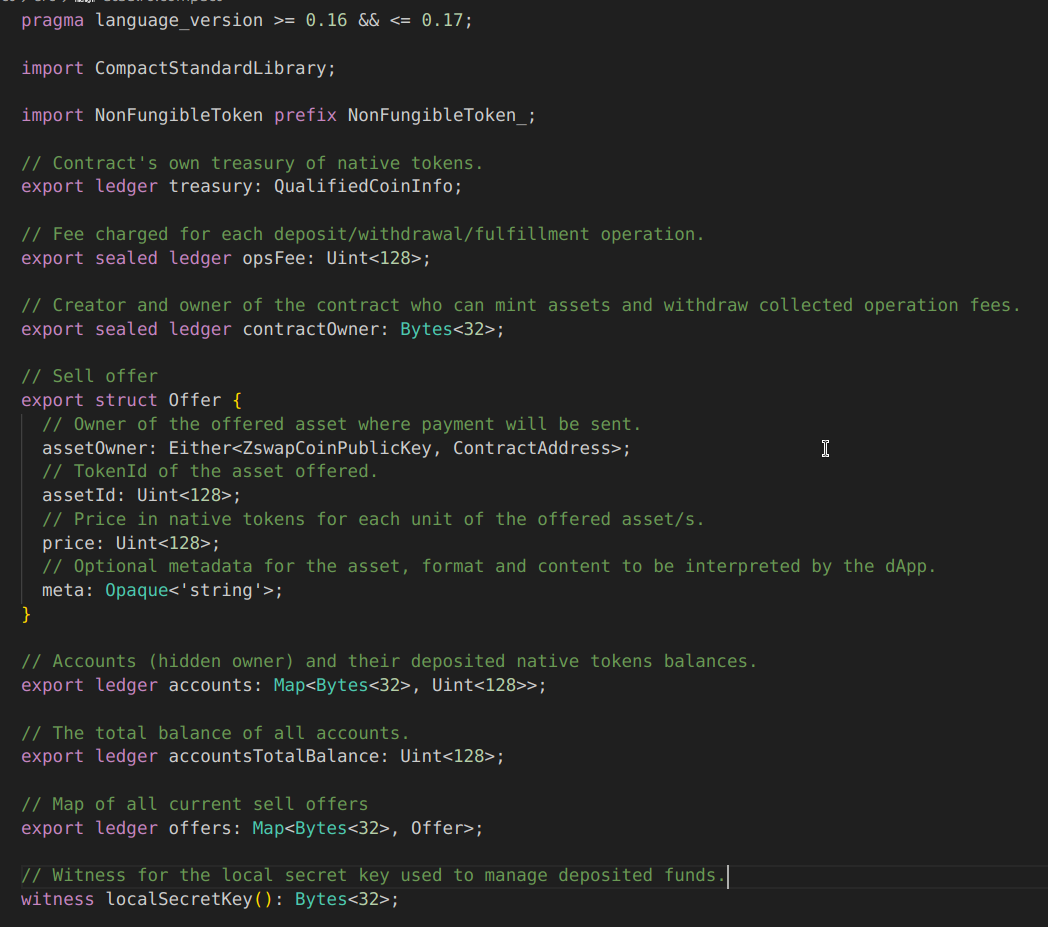 pragma language_version >= 0.16 && <= 0.17;
import CompactStandardLibrary;
import NonFungibleToken prefix NonFungibleToken_;
// Contract's own treasury of native tokens.
export ledger treasury: QualifiedCoinInfo;
// Fee charged for each deposit/withdrawal/fulfillment operation.
export sealed ledger opsFee: Uint<128>;
// Creator and owner of the contract who can mint assets and withdraw collected operation fees.
export sealed ledger contractOwner: Bytes<32>;
// Sell offer
export struct Offer {
  // Owner of the offered asset where payment will be sent.
  assetOwner: Either<ZswapCoinPublicKey, ContractAddress>;
  // TokenId of the asset offered.
  assetId: Uint<128>;
  // Price in native tokens for each unit of the offered asset/s.
  price: Uint<128>;
  // Optional metadata for the asset, format and content to be interpreted by the dApp.
  meta: Opaque<'string'>;
}
// Accounts (hidden owner) and their deposited native tokens balances.
export ledger accounts: Map<Bytes<32>, Uint<128>>;
// The total balance of all accounts.
export ledger accountsTotalBalance: Uint<128>;
// Map of all current sell offers
export ledger offers: Map<Bytes<32>, Offer>;
// Witness for the local secret key used to manage deposited funds.
witness localSecretKey(): Bytes<32>;